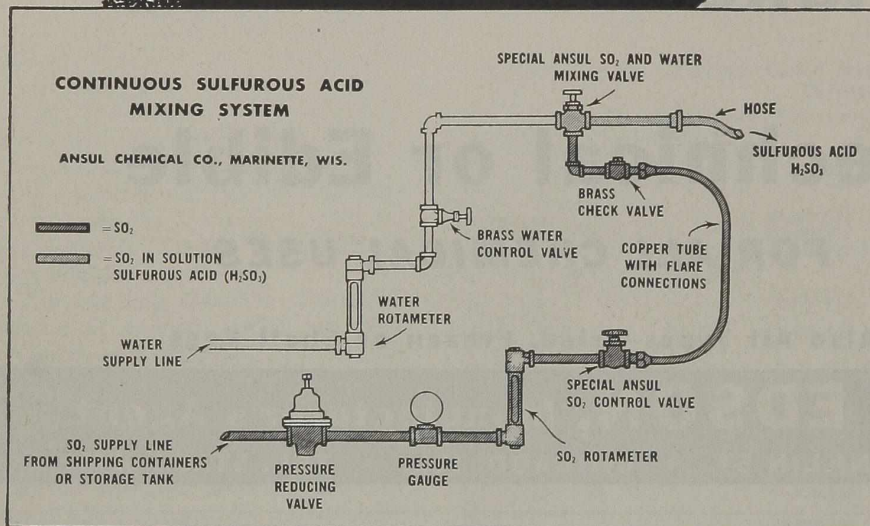 CONTINUOUS SULFUROUS ACID
MIXING SYSTEM
ANSUL CHEMICAL CO., MARINETTE, WIS.
= SO₂
= SO₂ IN SOLUTION
SULFUROUS ACID (H₂SO₃)
SPECIAL ANSUL SO₂ AND WATER
MIXING VALVE
HOSE
SULFUROUS ACID
H₂SO₃
BRASS
CHECK VALVE
BRASS WATER
CONTROL VALVE
COPPER TUBE
WITH FLARE
CONNECTIONS
WATER
ROTAMETER
WATER
SUPPLY LINE
SPECIAL ANSUL
SO₂ CONTROL VALVE
SO₂ ROTAMETER
SO₂ SUPPLY LINE
FROM SHIPPING CONTAINERS
OR STORAGE TANK
PRESSURE
REDUCING
VALVE
PRESSURE
GAUGE